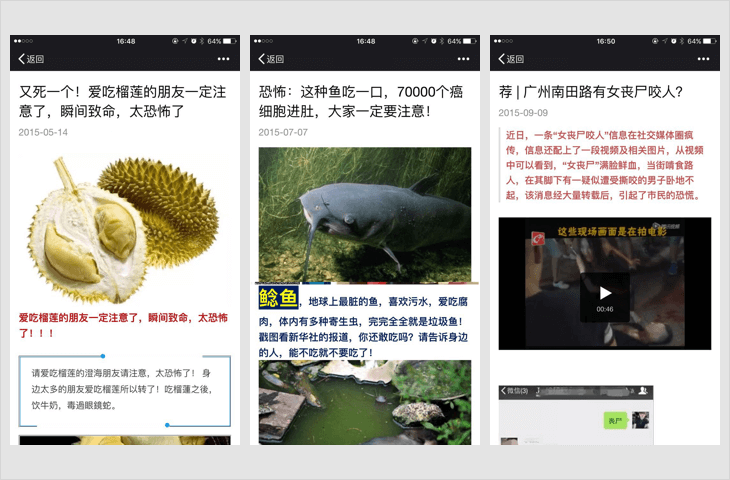 16:48
64%
返回
又死一个！爱吃榴莲的朋友一定注
意了，瞬间致命，太恐怖了
2015-05-14
爱吃榴莲的朋友一定注意了，瞬间致命，太恐怖
了！！！
请爱吃榴莲的澄海朋友请注意，太恐怖了！ 身
边太多的朋友爱吃榴莲所以转了！吃榴蓮之後，
饮牛奶，毒過眼鏡蛇。
16:48
64%
返回
恐怖：这种鱼吃一口，70000个癌
细胞进肚，大家一定要注意！
2015-07-07
鲶鱼，地球上最脏的鱼，喜欢污水，爱吃腐
肉，体内有多种寄生虫，完完全全就是垃圾鱼！
戳图看新华社的报道，你还敢吃吗？请告诉身边
的人，能不吃就不要吃了！
16:50
64%
返回
荐 | 广州南田路有女丧尸咬人？
2015-09-09
近日，一条“女丧尸咬人”信息在社交媒体圈疯
传，信息还配上了一段视频及相关图片，从视频
中可以看到，“女丧尸”满脸鲜血，当街啃食路
人，在其脚下有一疑似遭受撕咬的男子卧地不
起，该消息经大量转载后，引起了市民的恐慌。
这些现场画面是在拍电影
00:46
微信(3)
丧尸